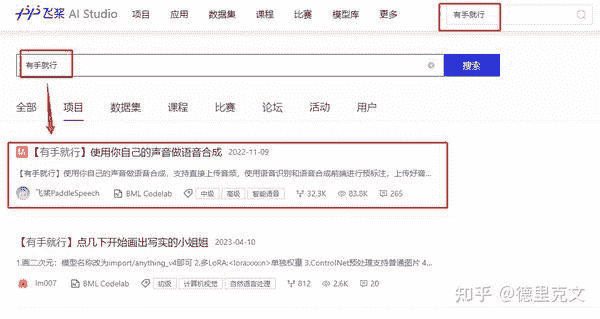 飞桨 AI Studio 项目 应用 数据集 课程 比赛 模型库 更多 有手就行
有手就行 搜索
全部 项目 数据集 课程 比赛 论坛 活动 用户
精 【有手就行】使用你自己的声音做语音合成 2022-11-09
【有手就行】使用你自己的声音做语音合成，支持直接上传音频，使用语音识别和语音合成前端进行预标注，上传好音...
飞桨PaddleSpeech BML Codelab 中级 高级 智能语音 32.3K 83.8K 265
【有手就行】点几下开始画出写实的小姐姐 2023-04-10
1.画二次元：模型名称改为import/anything_v4即可 2.多LoRA:<lora:xxx:n>单独权重 3.ControlNet预处理支持普通图片 4...
lm007 BML Codelab 初级 计算机视觉 自然语言处理 812 2.6K 20
知乎 @德里克文